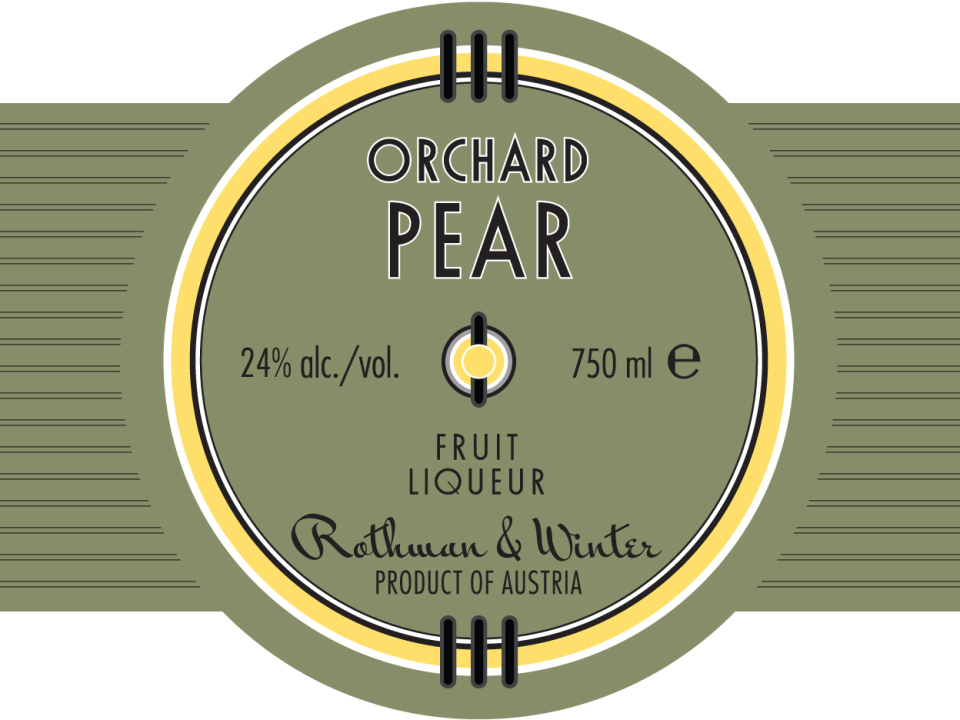 ORCHARD
PEAR
24% alc./vol.
750 ml ℮
FRUIT
LIQUEUR
Rothman & Winter
PRODUCT OF AUSTRIA